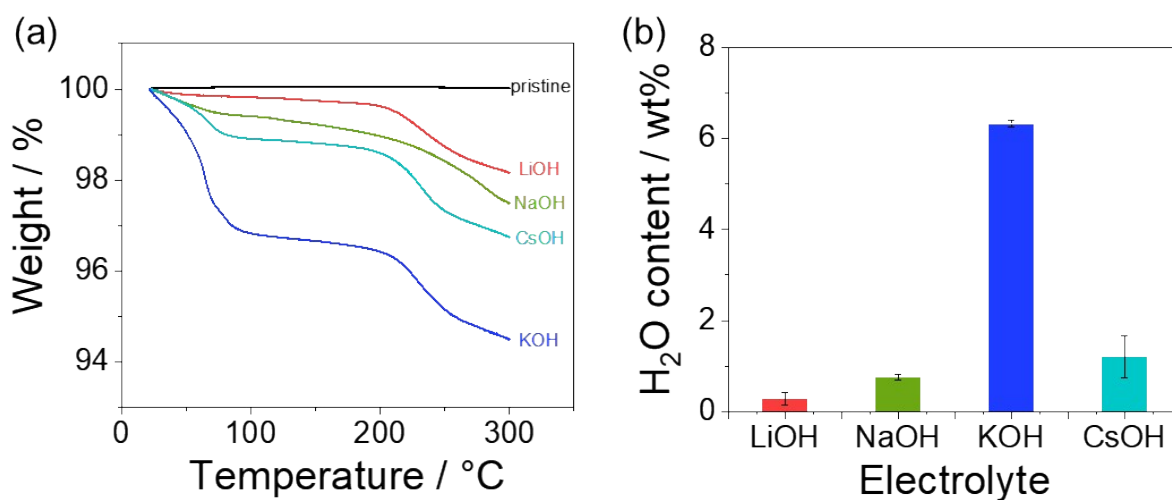 (a)
Weight / %
100
98
96
94
pristine
LiOH
NaOH
CsOH
KOH
0
100
200
300
Temperature / °C
(b)
H₂O content / wt%
8
6
4
2
0
LiOH
NaOH
KOH
CsOH
Electrolyte